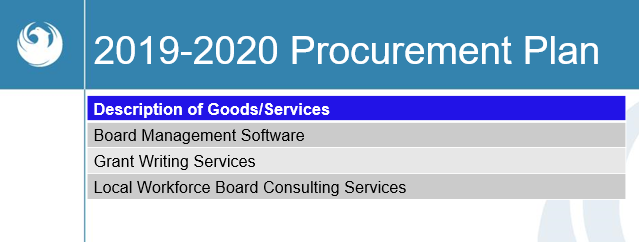 2019-2020 Procurement Plan
Description of Goods/Services
Board Management Software
Grant Writing Services
Local Workforce Board Consulting Services